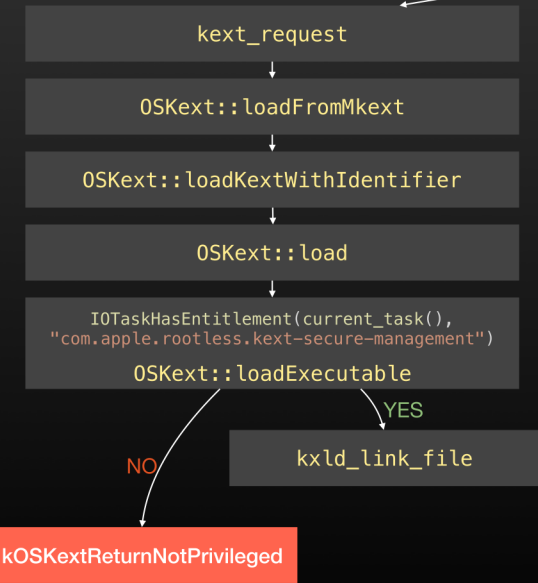 kext_request
OSKext::loadFromMkext
OSKext::loadKextWithIdentifier
OSKext::load
IOTaskHasEntitlement(current_task(),
"com.apple.rootless.kext-secure-management")
OSKext::loadExecutable
YES
kxld_link_file
NO
kOSKextReturnNotPrivileged